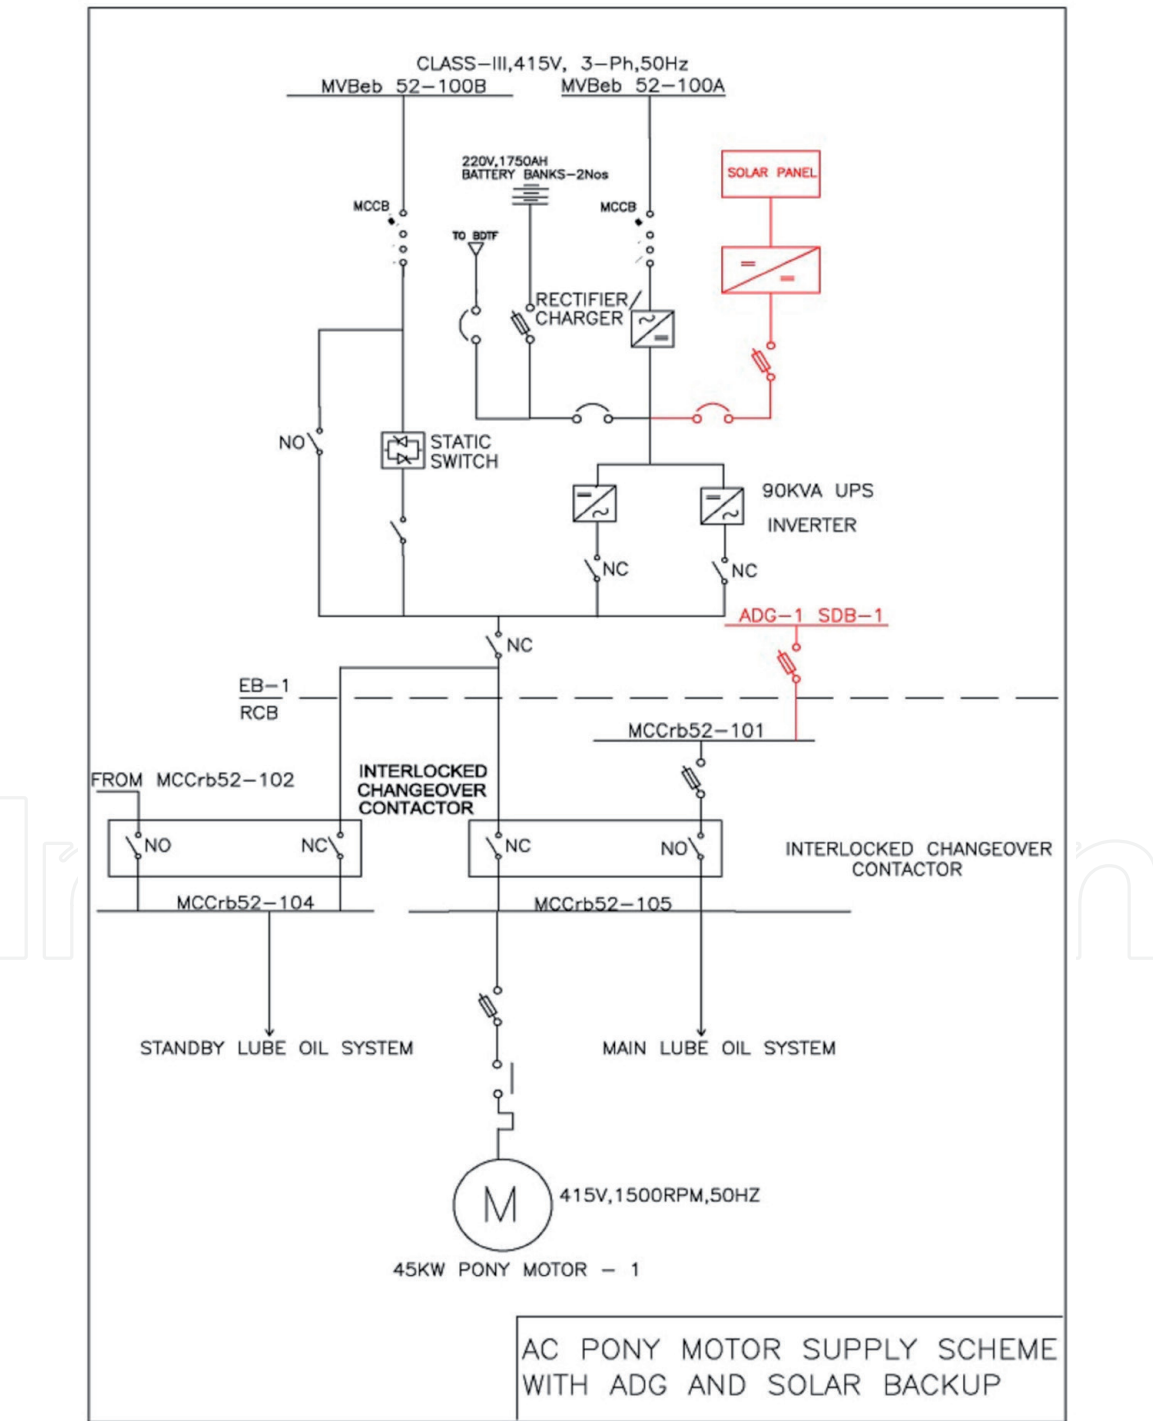 CLASS-III,415V, 3-Ph,50Hz
MVBeb 52-100B
MVBeb 52-100A
220V,1750AH
BATTERY BANKS-2Nos
SOLAR PANEL
MCCB
MCCB
TO BDTF
RECTIFIER
CHARGER
NO
STATIC
SWITCH
90KVA UPS
INVERTER
NC
NC
ADG-1 SDB-1
NC
EB-1
RCB
MCCrb52-101
FROM MCCrb52-102
INTERLOCKED
CHANGEOVER
CONTACTOR
NO
NC
NC
NO
INTERLOCKED CHANGEOVER
CONTACTOR
MCCrb52-104
MCCrb52-105
STANDBY LUBE OIL SYSTEM
MAIN LUBE OIL SYSTEM
M
415V,1500RPM,50HZ
45KW PONY MOTOR - 1
AC PONY MOTOR SUPPLY SCHEME
WITH ADG AND SOLAR BACKUP